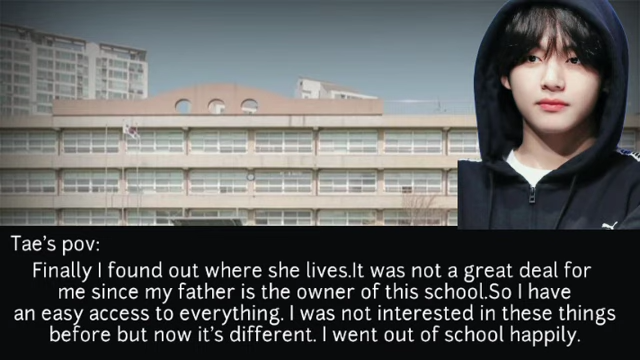 Tae's pov:
Finally I found out where she lives.It was not a great deal for
me since my father is the owner of this school.So I have
an easy access to everything. I was not interested in these things
before but now it's different. I went out of school happily.